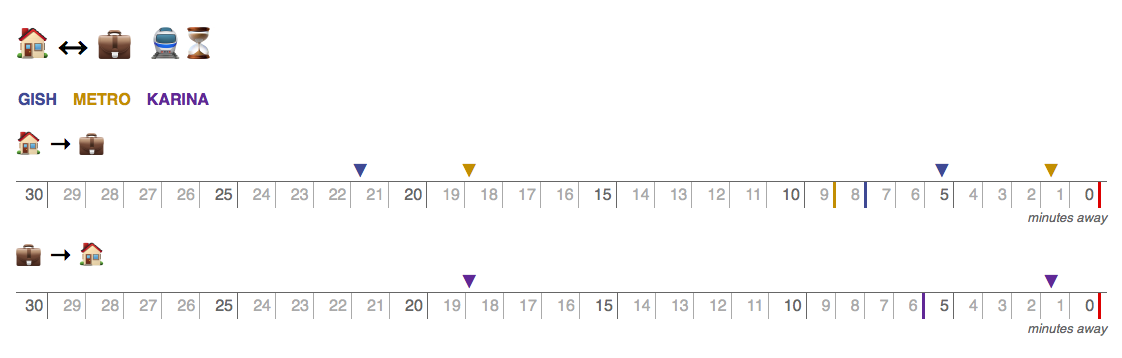 🏠 ↔ 💼 🚆⏳
GISH METRO KARINA
🏠 → 💼
30 29 28 27 26 25 24 23 22 21 20 19 18 17 16 15 14 13 12 11 10 9 8 7 6 5 4 3 2 1 0
minutes away
💼 → 🏠
30 29 28 27 26 25 24 23 22 21 20 19 18 17 16 15 14 13 12 11 10 9 8 7 6 5 4 3 2 1 0
minutes away